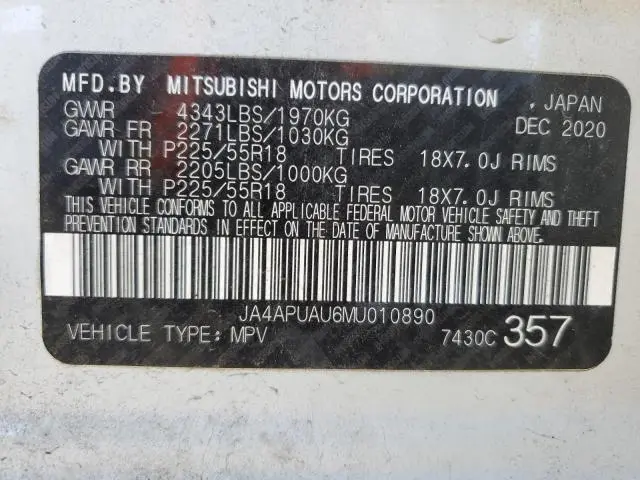 MFD.BY MITSUBISHI MOTORS CORPORATION , JAPAN
GWWR 4343LBS/1970KG DEC 2020
GAWR FR 2271LBS/1030KG
WITH P225/55R18 TIRES 18X7.0J RIMS
GAWR RR 2205LBS/1000KG
WITH P225/55R18 TIRES 18X7.0J RIMS
THIS VEHICLE CONFORMS TO ALL APPLICABLE FEDERAL MOTOR VEHICLE SAFETY AND THEFT
PREVENTION STANDARDS IN EFFECT ON THE DATE OF MANUFACTURE SHOWN ABOVE.
JA4APUAU6MU010890
VEHICLE TYPE: MPV 7430C 357